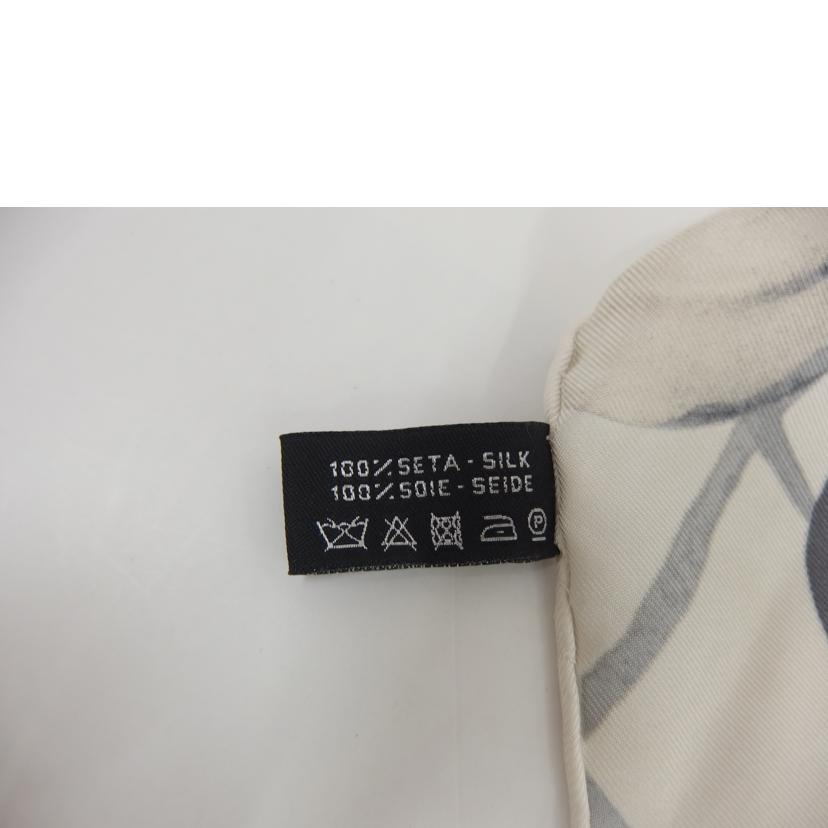 100% SETA - SILK
100% SOIE - SEIDE
P